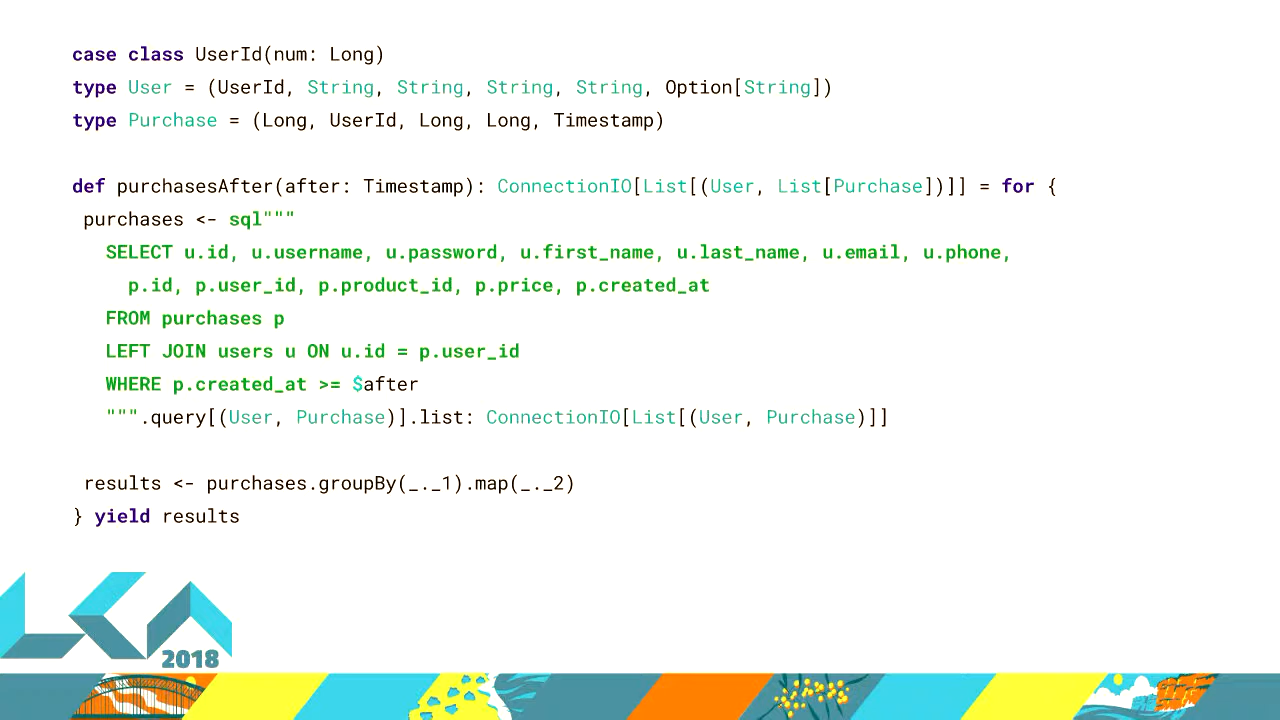 case class UserId(num: Long)
type User = (UserId, String, String, String, String, Option[String])
type Purchase = (Long, UserId, Long, Long, Timestamp)
def purchasesAfter(after: Timestamp): ConnectionIO[List[(User, List[Purchase])]] = for {
purchases <- sql"""
SELECT u.id, u.username, u.password, u.first_name, u.last_name, u.email, u.phone,
p.id, p.user_id, p.product_id, p.price, p.created_at
FROM purchases p
LEFT JOIN users u ON u.id = p.user_id
WHERE p.created_at >= $after
""".query[(User, Purchase)].list: ConnectionIO[List[(User, Purchase)]]
results <- purchases.groupBy(_._1).map(_._2)
} yield results
LCA
2018